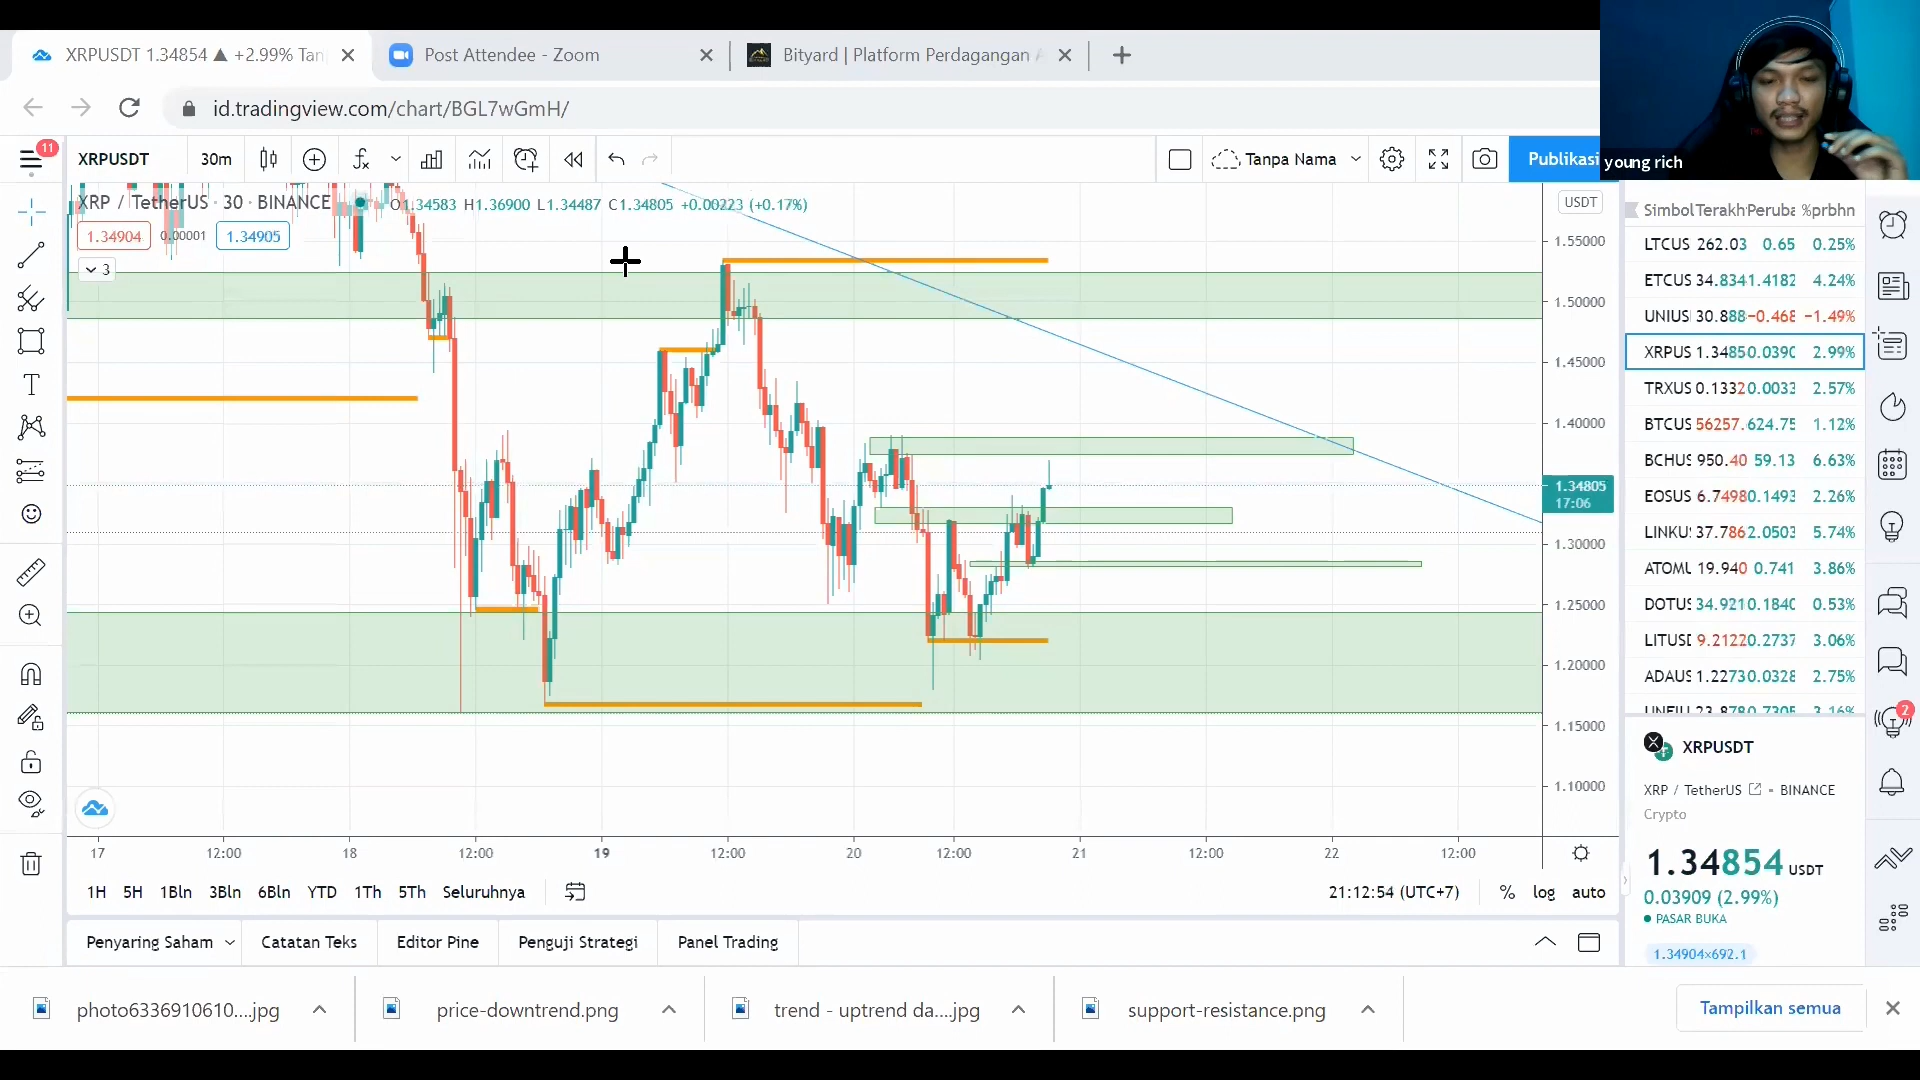 XRPUSDT 1.34854 ▲ +2.99% Tan
Post Attendee - Zoom
Bityard | Platform Perdagangan
id.tradingview.com/chart/BGL7wGmH/
young rich
11
XRPUSDT
30m
Tanpa Nama
Publikasi
XRP / TetherUS · 30 · BINANCE
O1.34583 H1.36900 L1.34487 C1.34805 +0.00223 (+0.17%)
1.34904
0.00001
1.34905
3
USDT
1.55000
1.50000
1.45000
1.40000
1.34805
17:06
1.30000
1.25000
1.20000
1.15000
1.10000
17
12:00
18
12:00
19
12:00
20
12:00
21
12:00
22
12:00
1H 5H 1Bln 3Bln 6Bln YTD 1Th 5Th Seluruhnya
21:12:54 (UTC+7)
% log auto
Penyaring Saham
Catatan Teks
Editor Pine
Penguji Strategi
Panel Trading
Simbol Terakh Peruba %prbhn
LTCUS 262.03 0.65 0.25%
ETCUS 34.834 1.4182 4.24%
UNIUS 30.888 −0.468 −1.49%
XRPUS 1.3485 0.0390 2.99%
TRXUS 0.1332 0.0033 2.57%
BTCUS 56257. 624.75 1.12%
BCHUS 950.40 59.13 6.63%
EOSUS 6.7498 0.1493 2.26%
LINKU 37.786 2.0503 5.74%
ATOMU 19.940 0.741 3.86%
DOTUS 34.921 0.1840 0.53%
LITUSD 9.2122 0.2737 3.06%
ADAUS 1.2273 0.0328 2.75%
2
XRPUSDT
XRP / TetherUS • BINANCE
Crypto
1.34854 USDT
0.03909 (2.99%)
PASAR BUKA
1.34904×692.1
photo6336910610....jpg
price-downtrend.png
trend - uptrend da....jpg
support-resistance.png
Tampilkan semua